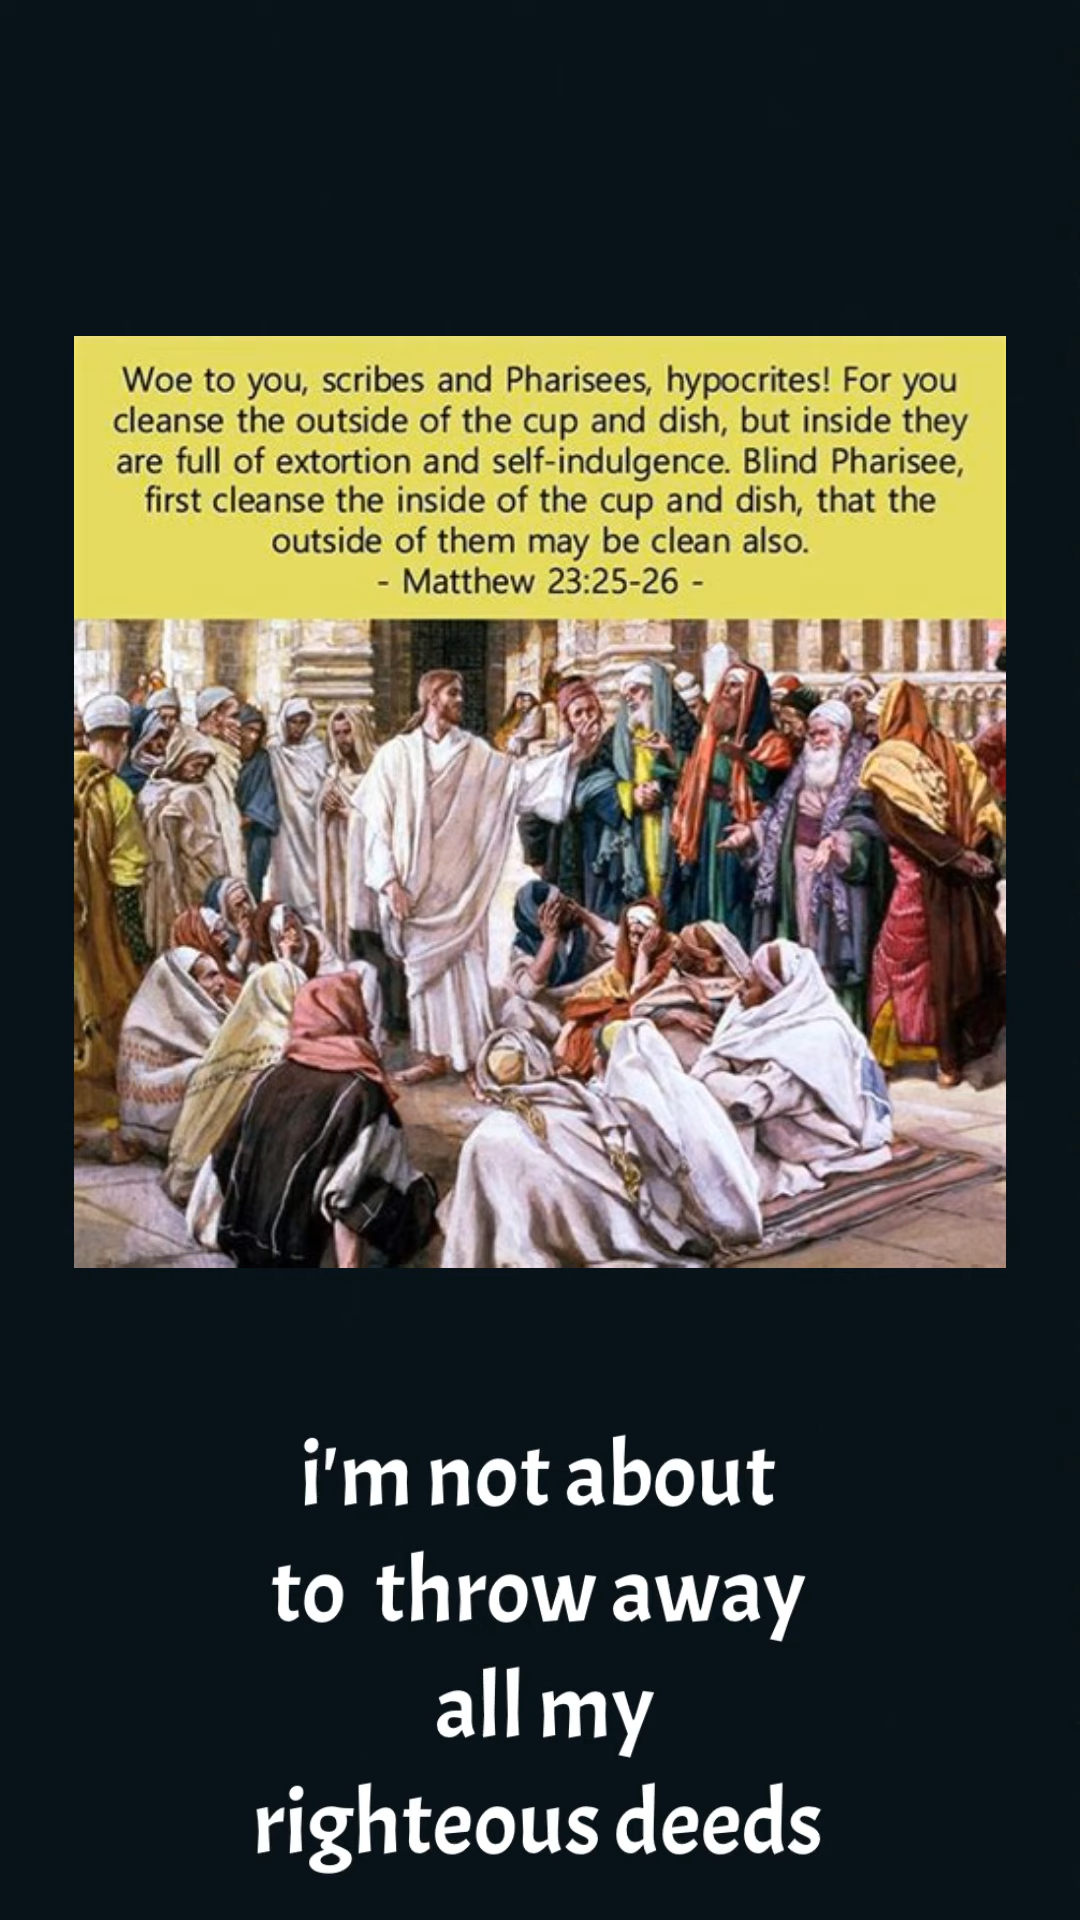 Woe to you, scribes and Pharisees, hypocrites! For you
cleanse the outside of the cup and dish, but inside they
are full of extortion and self-indulgence. Blind Pharisee,
first cleanse the inside of the cup and dish, that the
outside of them may be clean also.
- Matthew 23:25-26 -
i'm not about
to throw away
all my
righteous deeds